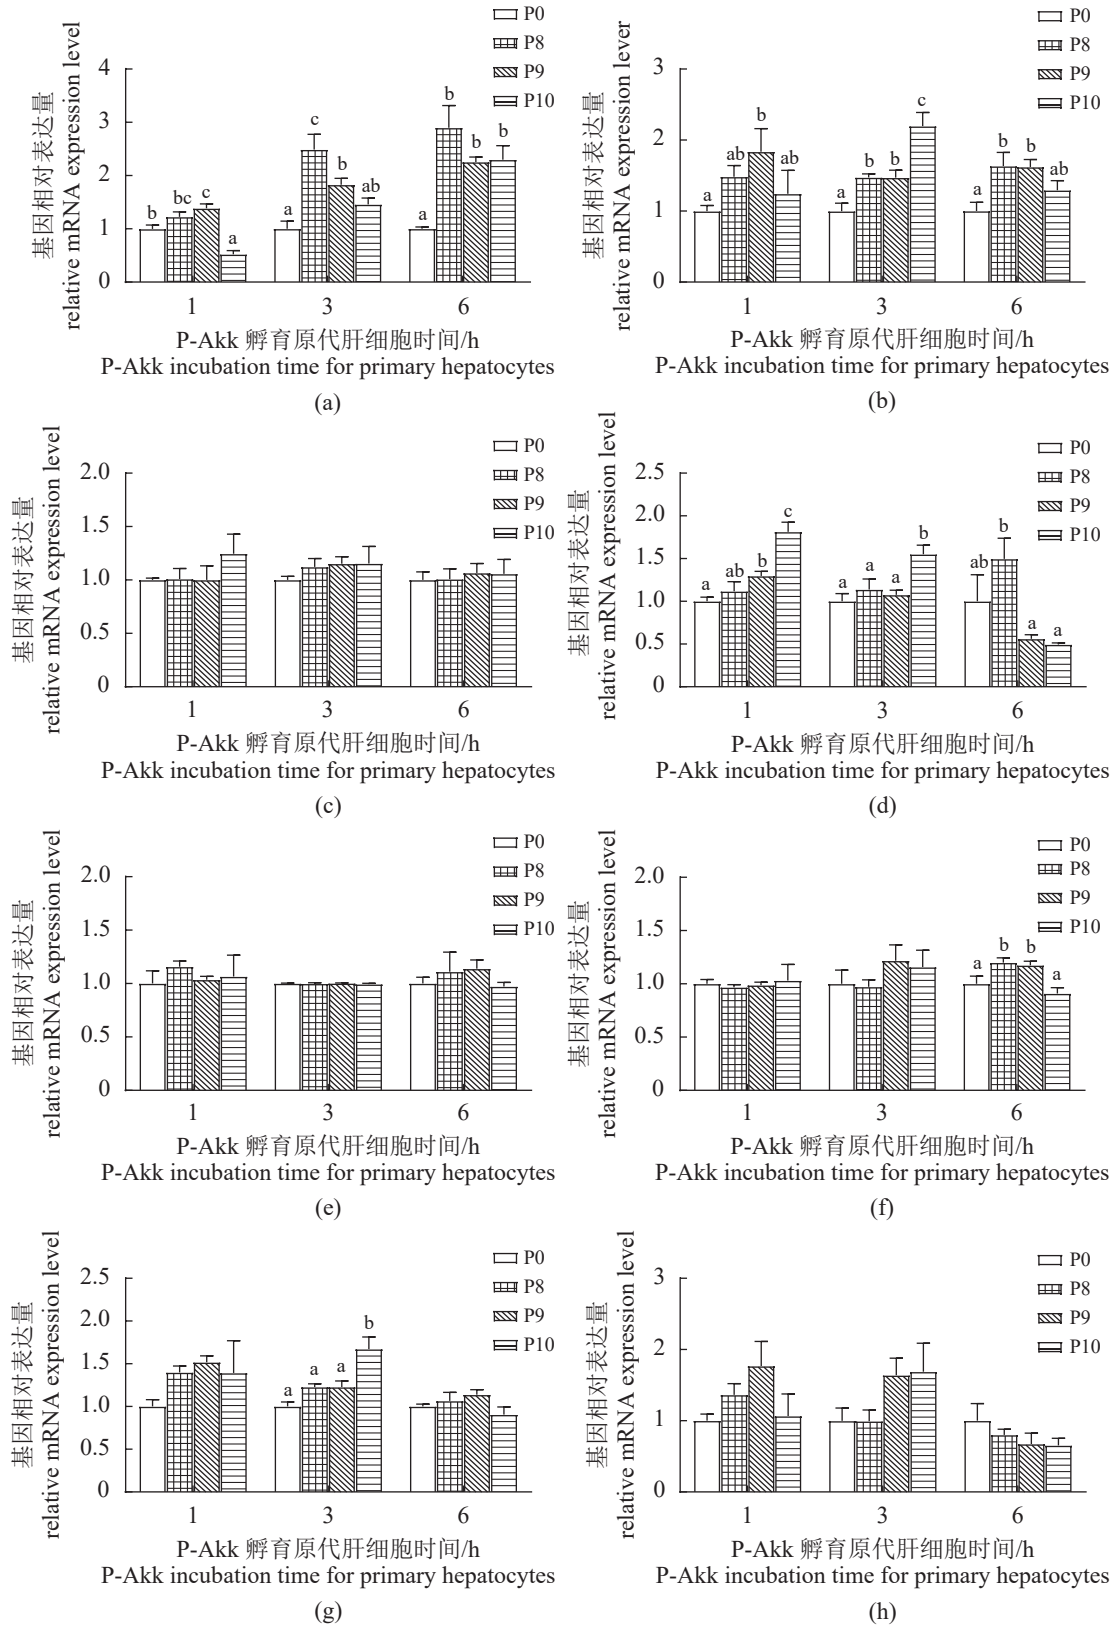 P0
P8
P9
P10
基因相对表达量
relative mRNA expression level
4
3
2
1
0
b bc c a
a c b ab
a b b b
1 3 6
P-Akk 孵育原代肝细胞时间/h
P-Akk incubation time for primary hepatocytes
(a)
P0
P8
P9
P10
基因相对表达量
relative mRNA expression lever
3
2
1
0
a ab b ab
a b b c
a b b ab
1 3 6
P-Akk 孵育原代肝细胞时间/h
P-Akk incubation time for primary hepatocytes
(b)
P0
P8
P9
P10
基因相对表达量
relative mRNA expression level
2.0
1.5
1.0
0.5
0
1 3 6
P-Akk 孵育原代肝细胞时间/h
P-Akk incubation time for primary hepatocytes
(c)
P0
P8
P9
P10
基因相对表达量
relative mRNA expression level
2.5
2.0
1.5
1.0
0.5
0
a ab b c
a a a b
ab b a a
1 3 6
P-Akk 孵育原代肝细胞时间/h
P-Akk incubation time for primary hepatocytes
(d)
P0
P8
P9
P10
基因相对表达量
relative mRNA expression level
2.0
1.5
1.0
0.5
0
1 3 6
P-Akk 孵育原代肝细胞时间/h
P-Akk incubation time for primary hepatocytes
(e)
P0
P8
P9
P10
基因相对表达量
relative mRNA expression level
2.0
1.5
1.0
0.5
0
a b b a
1 3 6
P-Akk 孵育原代肝细胞时间/h
P-Akk incubation time for primary hepatocytes
(f)
P0
P8
P9
P10
基因相对表达量
relative mRNA expression level
2.5
2.0
1.5
1.0
0.5
0
a a a b
1 3 6
P-Akk 孵育原代肝细胞时间/h
P-Akk incubation time for primary hepatocytes
(g)
P0
P8
P9
P10
基因相对表达量
relative mRNA expression level
3
2
1
0
1 3 6
P-Akk 孵育原代肝细胞时间/h
P-Akk incubation time for primary hepatocytes
(h)